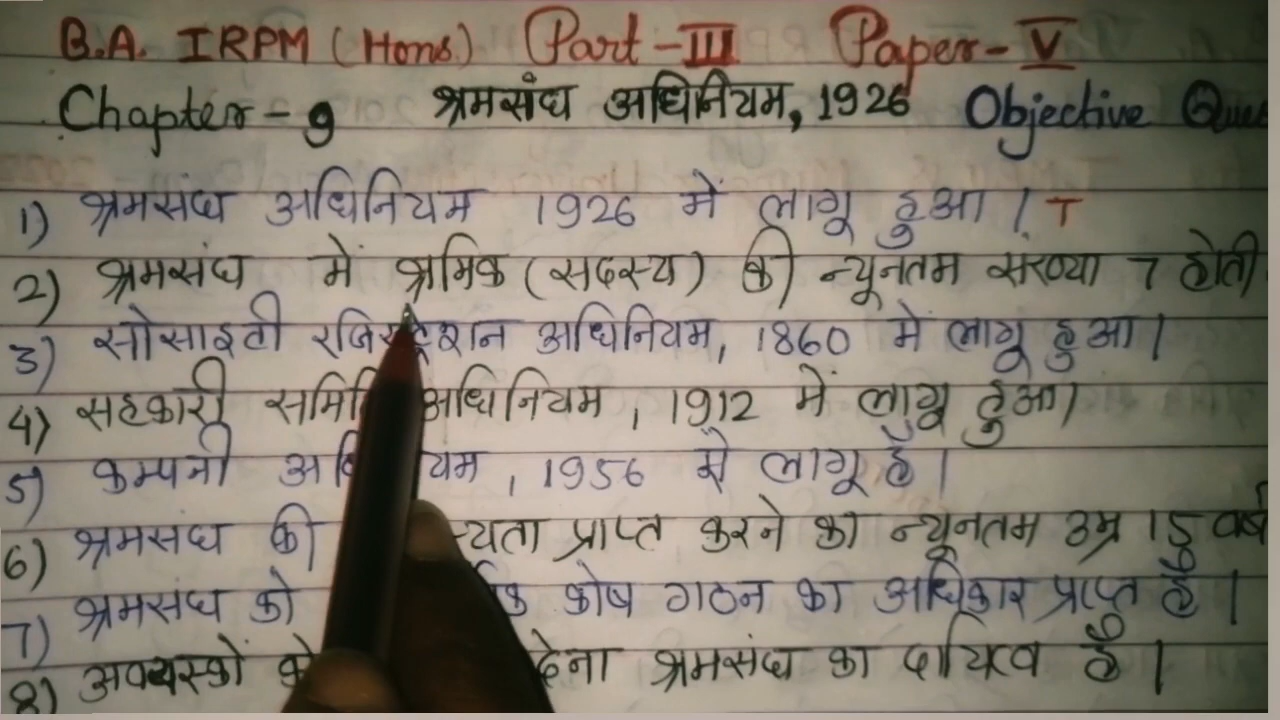 B.A. IRPM (Hons) Part-III Paper-V
Chapter-9 श्रमसंघ अधिनियम, 1926 Objective
1) श्रमसंघ अधिनियम 1926 में लागू हुआ। T
2) श्रमसंघ में श्रमिक (सदस्य) की न्यूनतम संख्या 7 होती
3) सोसाइटी रजिस्ट्रेशन अधिनियम, 1860 में लागू हुआ।
4) सहकारी समिति अधिनियम, 1912 में लागू हुआ।
5) कम्पनी यम, 1956 से लागू है।
6) श्रमसंघ की प्राप्त करने का न्यूनतम उम्र 15 वर्ष
7) श्रमसंघ को कोष गठन का अधिकार प्राप्त है।
8) अवयस्कों को देना श्रमसंघ का दायित्व है।